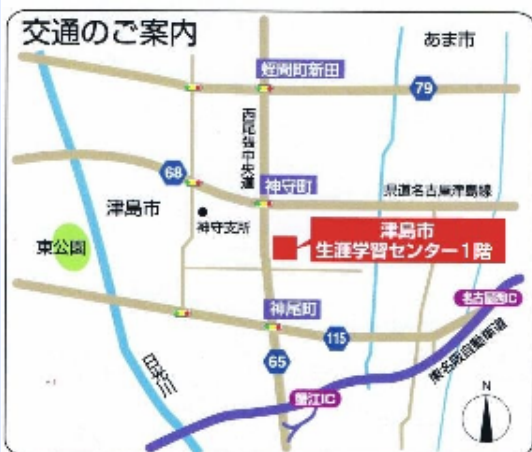 交通のご案内
あま市
蛭間町新田
79
西尾張中央道
68
神守町
県道名古屋津島線
津島市
神守支所
東公園
津島市
生涯学習センター1階
名古屋西IC
神尾町
115
東名阪自動車道
65
日光川
蟹江IC
N